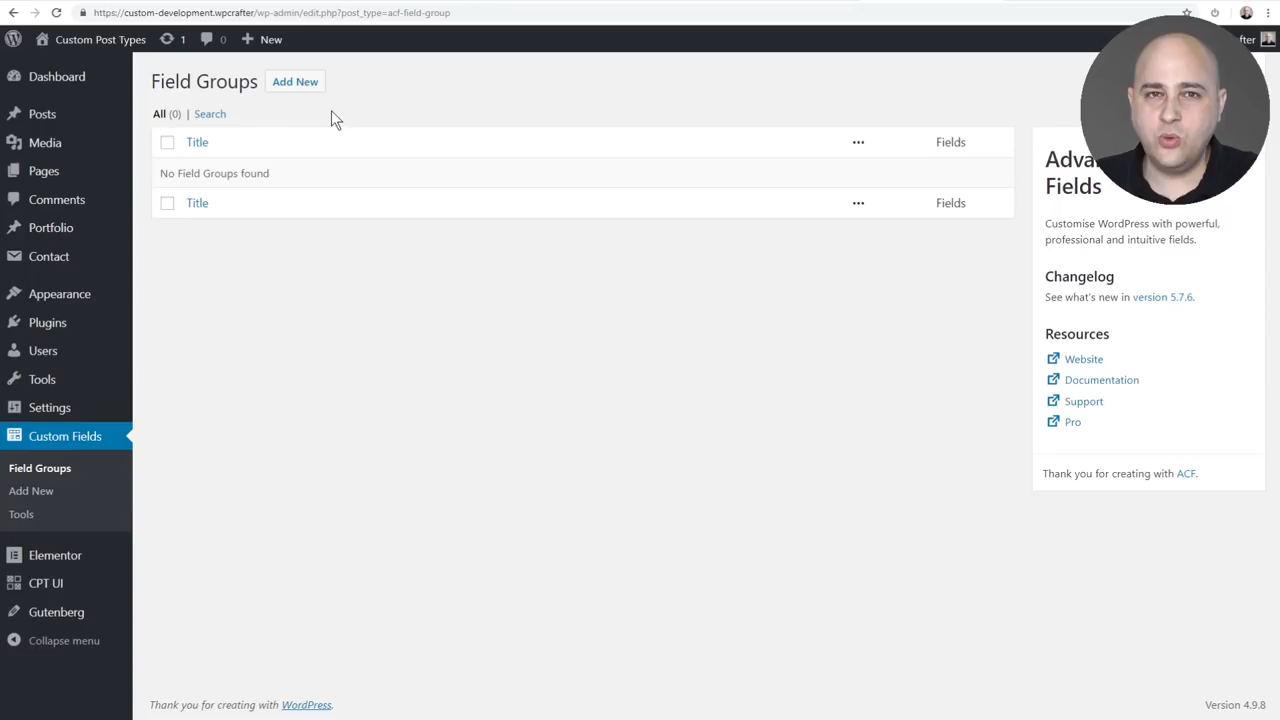 https://custom-development.wpcrafter/wp-admin/edit.php?post_type=acf-field-group
Custom Post Types
1
0
New
fter
Dashboard
Posts
Media
Pages
Comments
Portfolio
Contact
Appearance
Plugins
Users
Tools
Settings
Custom Fields
Field Groups
Add New
Tools
Elementor
CPT UI
Gutenberg
Collapse menu
Field Groups
Add New
All (0) | Search
Title
Fields
No Field Groups found
Title
Fields
Adva
Fields
Customise WordPress with powerful,
professional and intuitive fields.
Changelog
See what's new in version 5.7.6.
Resources
Website
Documentation
Support
Pro
Thank you for creating with ACF.
Thank you for creating with WordPress.
Version 4.9.8